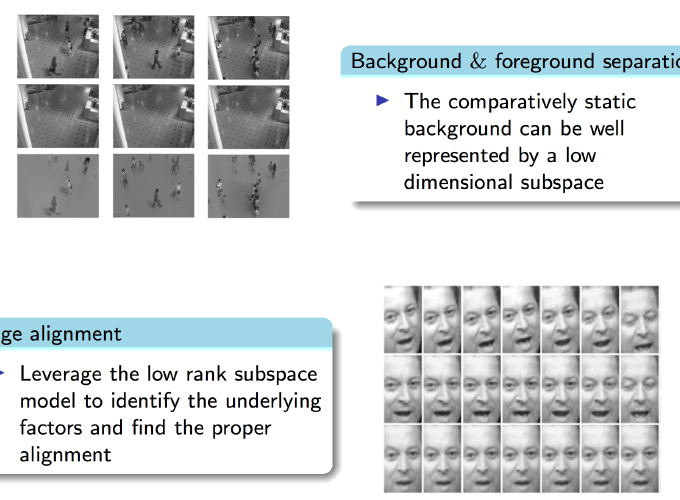 Background & foreground separatio
The comparatively static
background can be well
represented by a low
dimensional subspace
ge alignment
Leverage the low rank subspace
model to identify the underlying
factors and find the proper
alignment